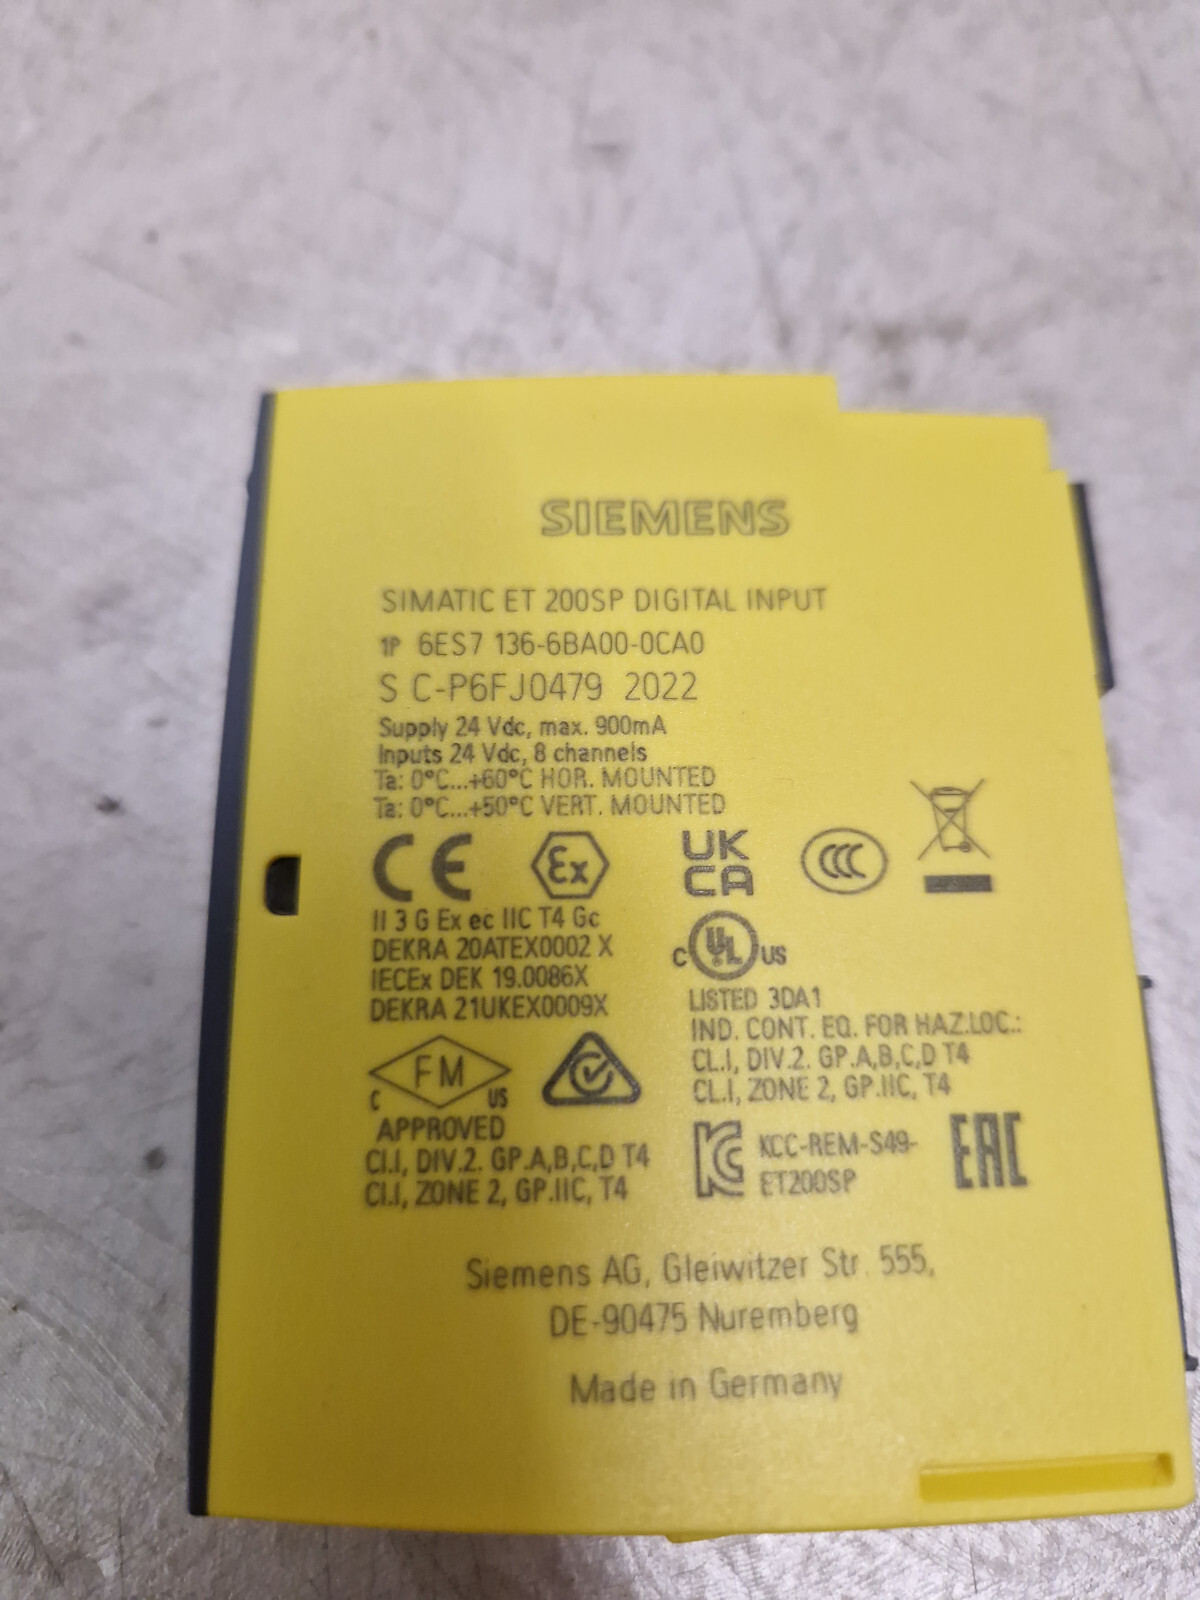 SIEMENS
SIMATIC ET 200SP DIGITAL INPUT
1P 6ES7 136-6BA00-0CA0
S C-P6FJ0479 2022
Supply 24 Vdc, max. 900mA
Inputs 24 Vdc, 8 channels
Ta: 0°C...+60°C HOR. MOUNTED
Ta: 0°C...+50°C VERT. MOUNTED
CE Ex UK CA CCC
II 3 G Ex ec IIC T4 Gc
DEKRA 20ATEX0002 X
IECEx DEK 19.0086X
DEKRA 21UKEX0009X
C UL US
LISTED 3DA1
IND. CONT. EQ. FOR HAZ.LOC.:
CL.I, DIV.2. GP.A,B,C,D T4
CL.I, ZONE 2, GP.IIC, T4
C FM US
APPROVED
Cl.I, DIV.2. GP.A,B,C,D T4
Cl.I, ZONE 2, GP.IIC, T4
KC KCC-REM-S49-
ET200SP
EAC
Siemens AG, Gleiwitzer Str. 555,
DE-90475 Nuremberg
Made in Germany